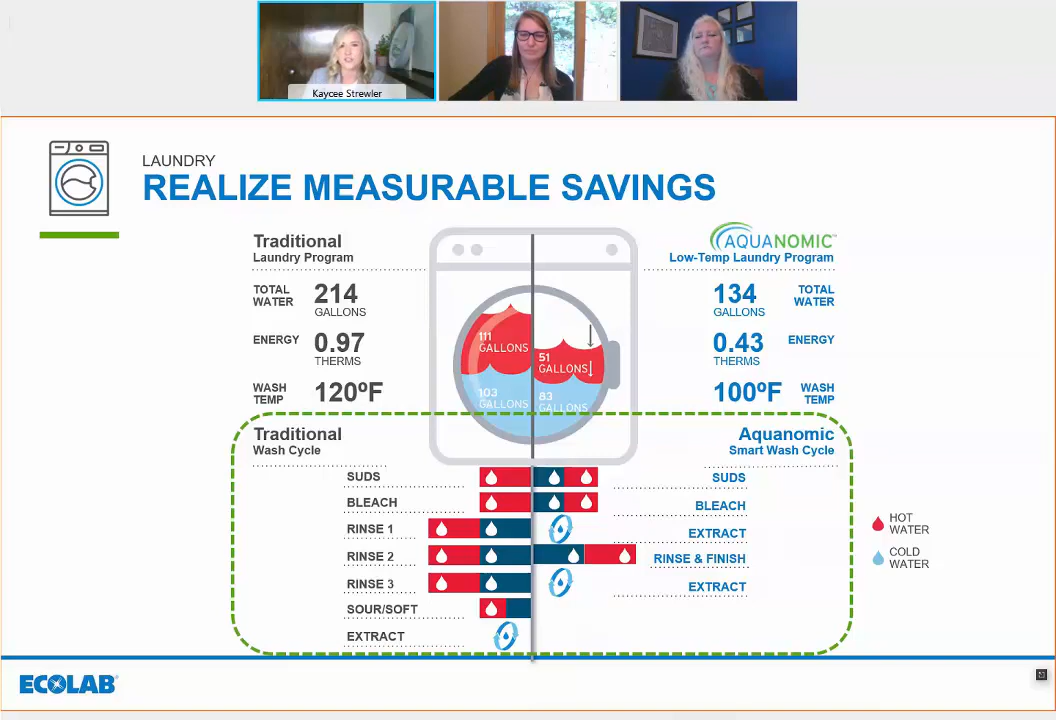 Kaycee Strewler
LAUNDRY
REALIZE MEASURABLE SAVINGS
Traditional
Laundry Program
TOTAL
WATER
214
GALLONS
ENERGY
0.97
THERMS
WASH
TEMP
120ºF
111
GALLONS
103
GALLONS
51
GALLONS
83
GALLONS
AQUANOMIC™
Low-Temp Laundry Program
134
GALLONS
TOTAL
WATER
0.43
THERMS
ENERGY
100ºF
WASH
TEMP
Traditional
Wash Cycle
SUDS
BLEACH
RINSE 1
RINSE 2
RINSE 3
SOUR/SOFT
EXTRACT
Aquanomic
Smart Wash Cycle
SUDS
BLEACH
EXTRACT
RINSE & FINISH
EXTRACT
HOT
WATER
COLD
WATER
ECOLAB